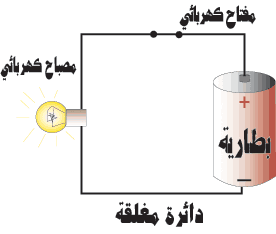 مفتاح كهربائي
مصباح كهربائي
+
بطارية
−
دائرة مغلقة